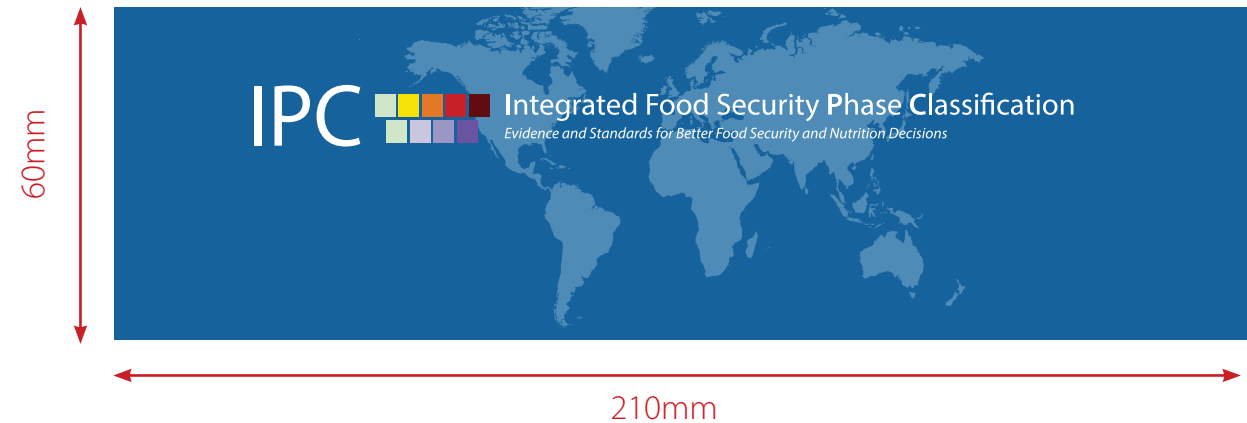 IPC
Integrated Food Security Phase Classification
Evidence and Standards for Better Food Security and Nutrition Decisions
60mm
210mm